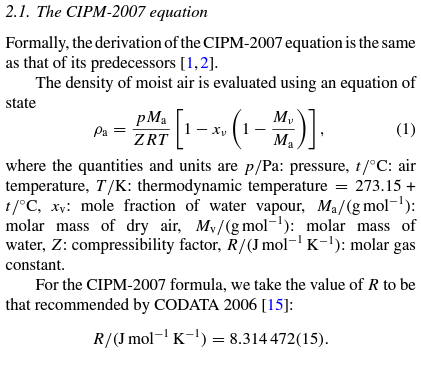 2.1. The CIPM-2007 equation
Formally, the derivation of the CIPM-2007 equation is the same
as that of its predecessors [1,2].
The density of moist air is evaluated using an equation of
state
ρₐ = pMₐ/ZRT [1 − xᵥ (1 − Mᵥ/Mₐ)], (1)
where the quantities and units are p/Pa: pressure, t/°C: air
temperature, T/K: thermodynamic temperature = 273.15 +
t/°C, xᵥ: mole fraction of water vapour, Mₐ/(g mol⁻¹):
molar mass of dry air, Mᵥ/(g mol⁻¹): molar mass of
water, Z: compressibility factor, R/(J mol⁻¹ K⁻¹): molar gas
constant.
For the CIPM-2007 formula, we take the value of R to be
that recommended by CODATA 2006 [15]:
R/(J mol⁻¹ K⁻¹) = 8.314 472(15).